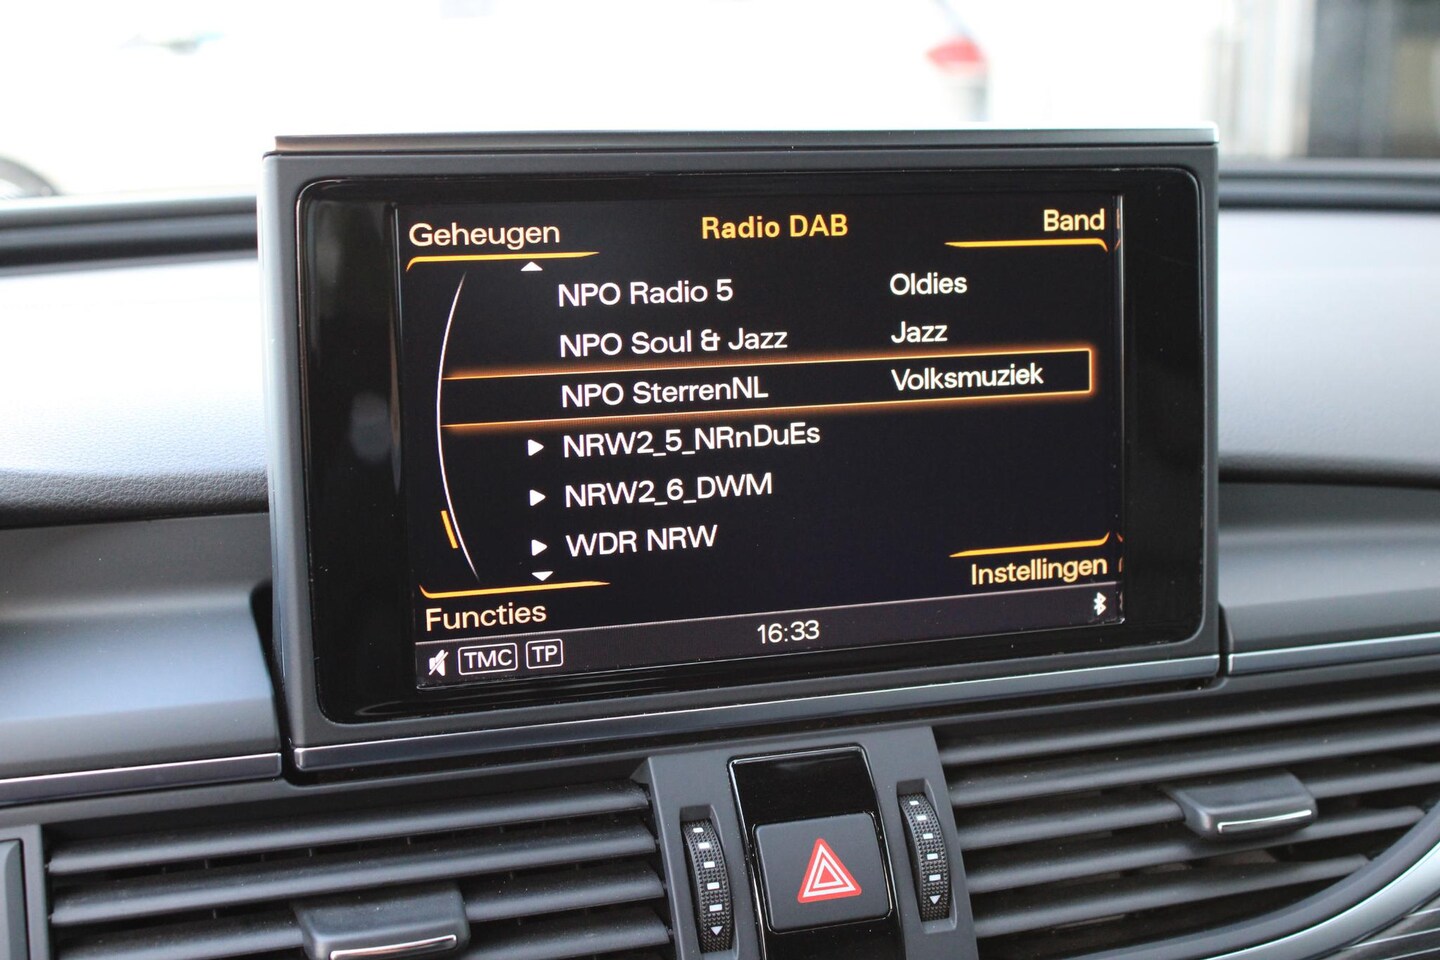 Geheugen Radio DAB Band
NPO Radio 5 Oldies
NPO Soul & Jazz Jazz
NPO SterrenNL Volksmuziek
NRW2_5_NRnDuEs
NRW2_6_DWM
WDR NRW
Instellingen
Functies
TMC TP 16:33